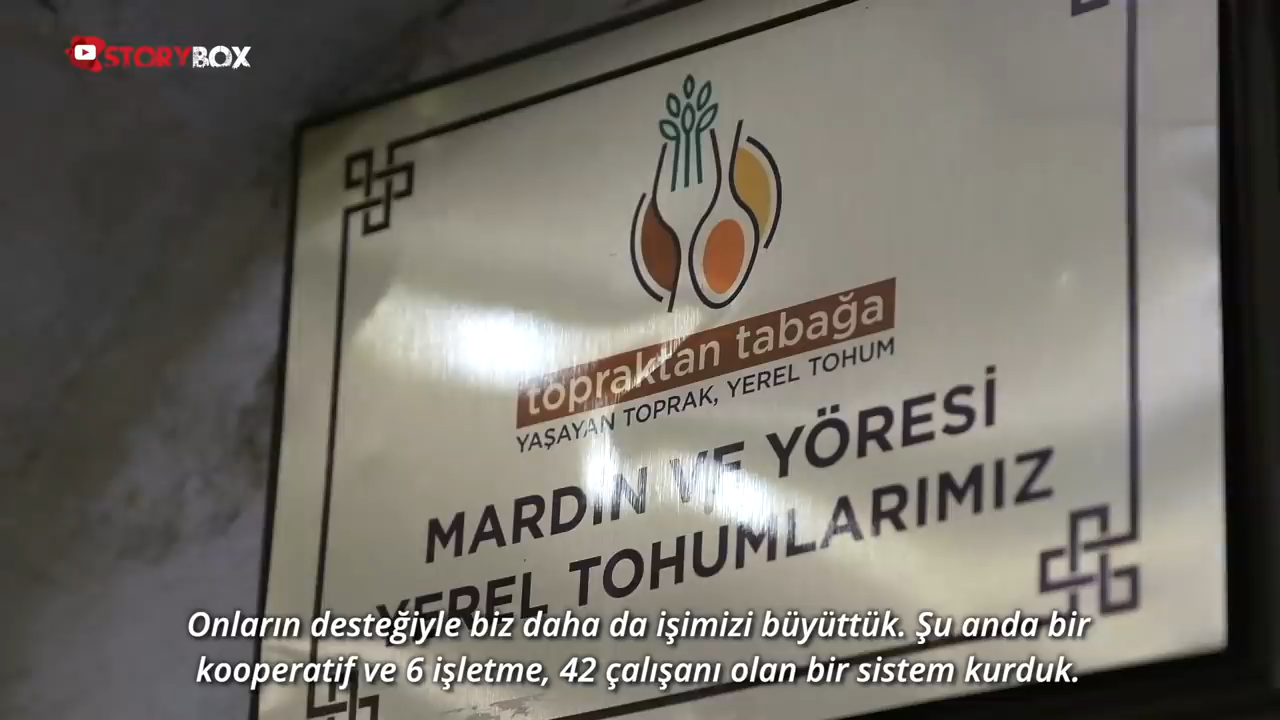 STORYBOX
topraktan tabağa
YAŞAYAN TOPRAK, YEREL TOHUM
MARDİN VE YÖRESİ
YEREL TOHUMLARIMIZ
Onların desteğiyle biz daha da işimizi büyüttük. Şu anda bir
kooperatif ve 6 işletme, 42 çalışanı olan bir sistem kurduk.